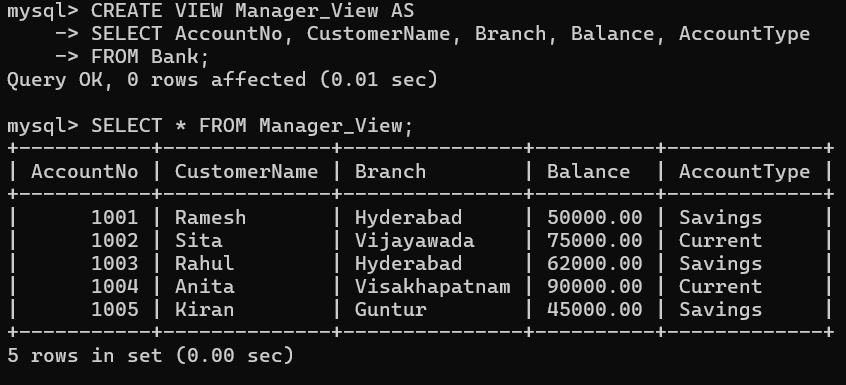 mysql> CREATE VIEW Manager_View AS
    -> SELECT AccountNo, CustomerName, Branch, Balance, AccountType
    -> FROM Bank;
Query OK, 0 rows affected (0.01 sec)

mysql> SELECT * FROM Manager_View;
+-----------+--------------+---------------+----------+-------------+
| AccountNo | CustomerName | Branch        | Balance  | AccountType |
+-----------+--------------+---------------+----------+-------------+
|      1001 | Ramesh       | Hyderabad     | 50000.00 | Savings     |
|      1002 | Sita         | Vijayawada    | 75000.00 | Current     |
|      1003 | Rahul        | Hyderabad     | 62000.00 | Savings     |
|      1004 | Anita        | Visakhapatnam | 90000.00 | Current     |
|      1005 | Kiran        | Guntur        | 45000.00 | Savings     |
+-----------+--------------+---------------+----------+-------------+
5 rows in set (0.00 sec)